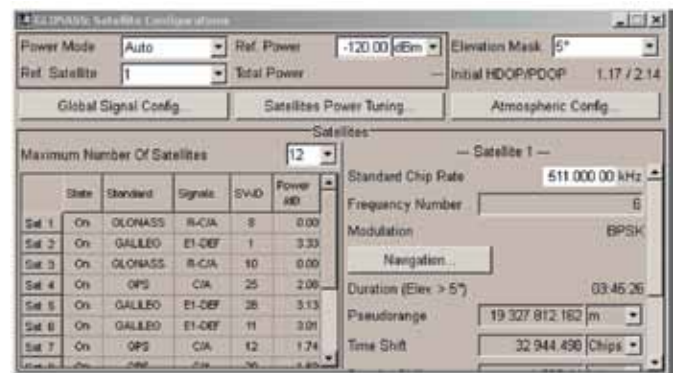 GLONASS: Satellite Configurations
Power Mode Auto Ref. Power -120.00 dBm Elevation Mask 5°
Ref. Satellite 1 Total Power --- Initial HDOP/PDOP 1.17 / 2.14
Global Signal Config... Satellites Power Tuning... Atmospheric Config...
Satellites
Maximum Number Of Satellites 12 --- Satellite 1 ---
Standard Chip Rate 511.000 00 kHz
State Standard Signals SV-ID Power /dB
Frequency Number 6
Sat 1 On GLONASS R-C/A 8 0.00
Modulation BPSK
Sat 2 On GALILEO E1-DEF 1 3.33
Sat 3 On GLONASS R-C/A 10 0.00
Navigation...
Sat 4 On GPS C/A 25 2.06
Duration (Elev. > 5°) 03:45:26
Sat 5 On GALILEO E1-DEF 28 3.13
Pseudorange 19 327 812.182 m
Sat 6 On GALILEO E1-DEF 11 3.01
Sat 7 On GPS C/A 12 1.74
Time Shift 32 944.498 Chips